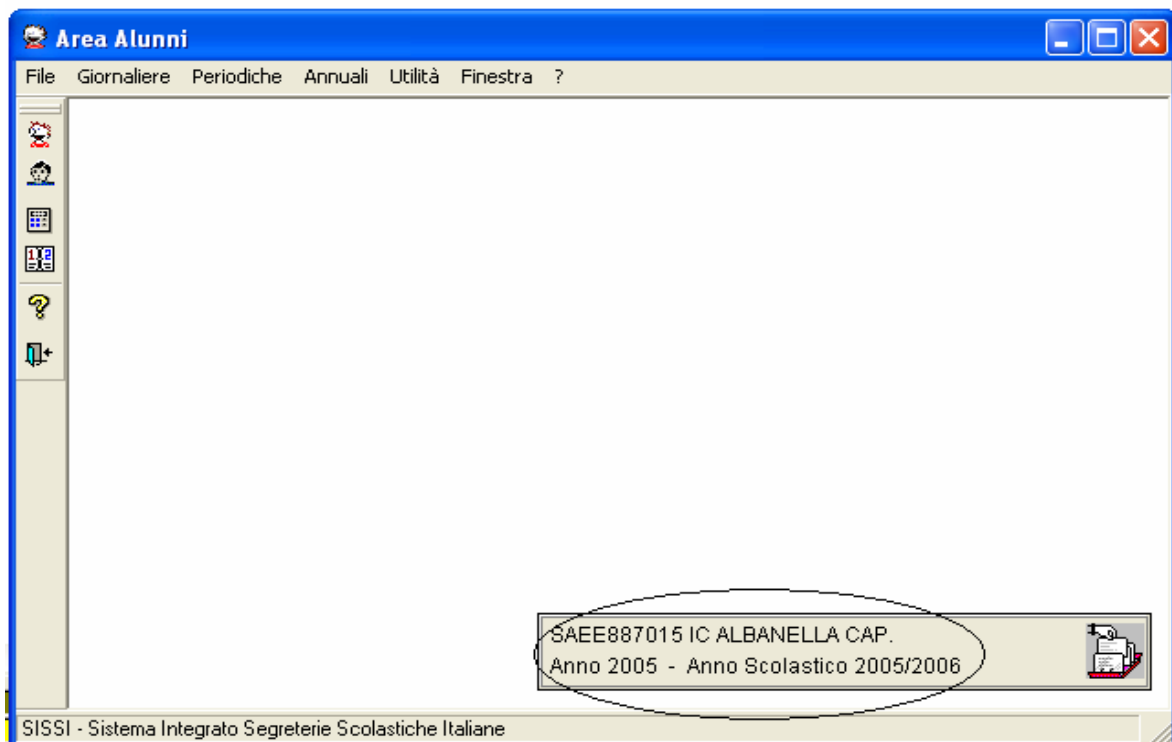 Area Alunni
File Giornaliere Periodiche Annuali Utilità Finestra ?
SAEE887015 IC ALBANELLA CAP.
Anno 2005 - Anno Scolastico 2005/2006
SISSI - Sistema Integrato Segreterie Scolastiche Italiane